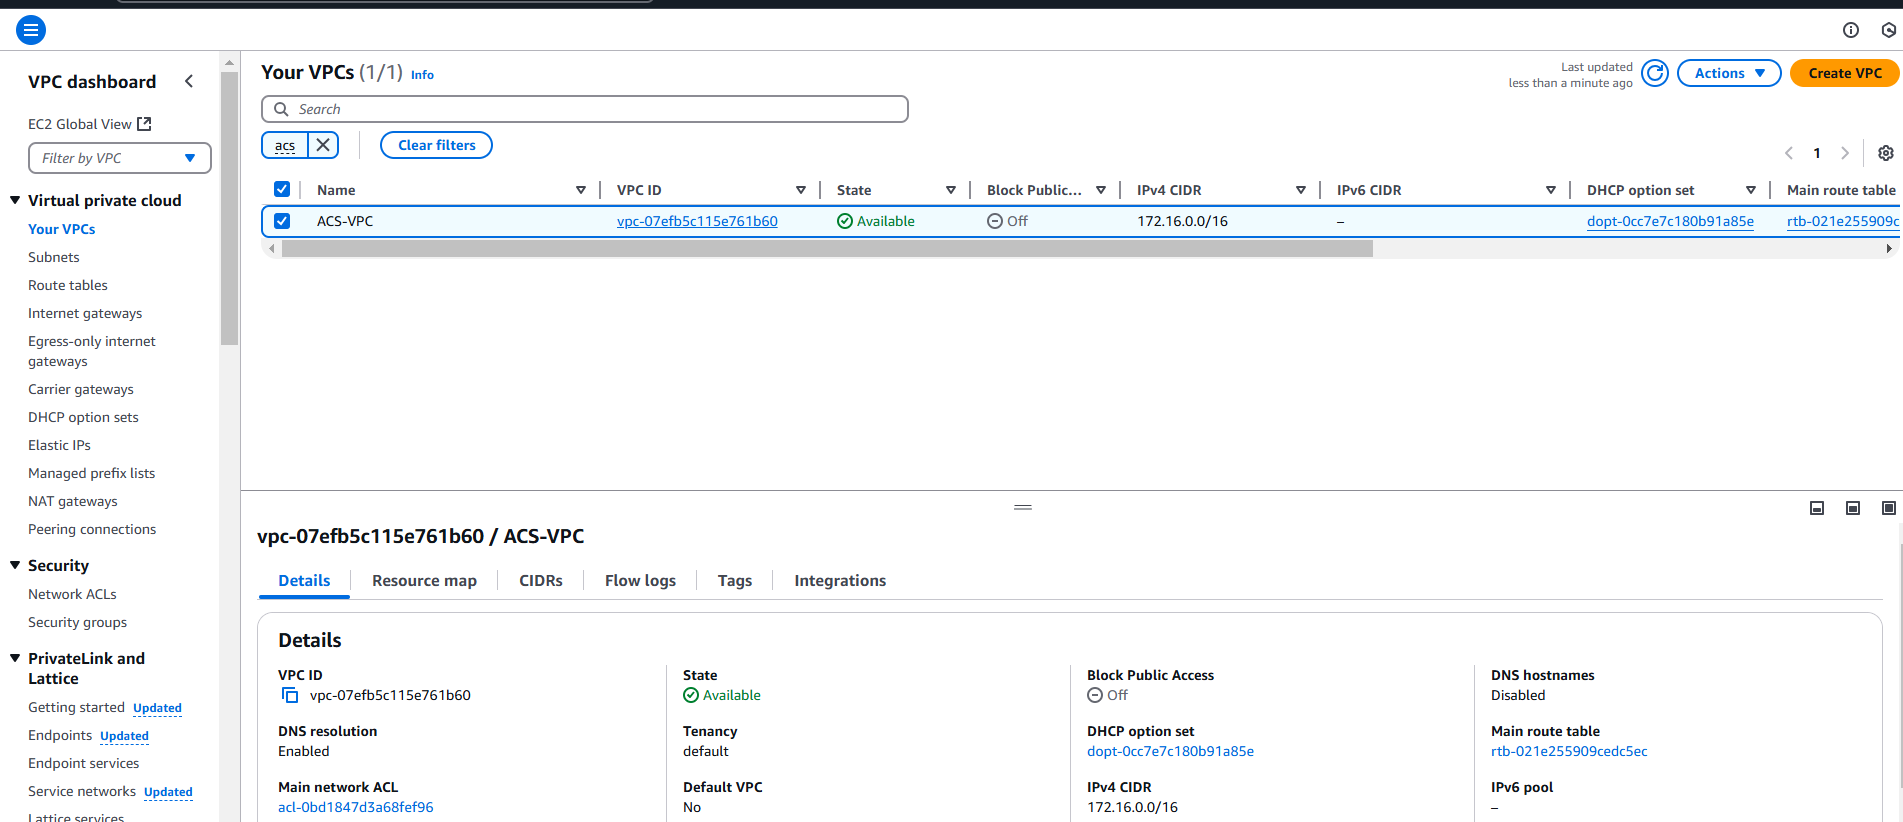 VPC dashboard
EC2 Global View
Filter by VPC
Virtual private cloud
Your VPCs
Subnets
Route tables
Internet gateways
Egress-only internet
gateways
Carrier gateways
DHCP option sets
Elastic IPs
Managed prefix lists
NAT gateways
Peering connections
Security
Network ACLs
Security groups
PrivateLink and
Lattice
Getting started Updated
Endpoints Updated
Endpoint services
Service networks Updated
Lattice services
Your VPCs (1/1) Info
Last updated
less than a minute ago
Actions
Create VPC
Search
acs
Clear filters
1
Name VPC ID State Block Public... IPv4 CIDR IPv6 CIDR DHCP option set Main route table
ACS-VPC vpc-07efb5c115e761b60 Available Off 172.16.0.0/16 – dopt-0cc7e7c180b91a85e rtb-021e255909c
vpc-07efb5c115e761b60 / ACS-VPC
Details Resource map CIDRs Flow logs Tags Integrations
Details
VPC ID
vpc-07efb5c115e761b60
State
Available
Block Public Access
Off
DNS hostnames
Disabled
DNS resolution
Enabled
Tenancy
default
DHCP option set
dopt-0cc7e7c180b91a85e
Main route table
rtb-021e255909cedc5ec
Main network ACL
acl-0bd1847d3a68fef96
Default VPC
No
IPv4 CIDR
172.16.0.0/16
IPv6 pool
–